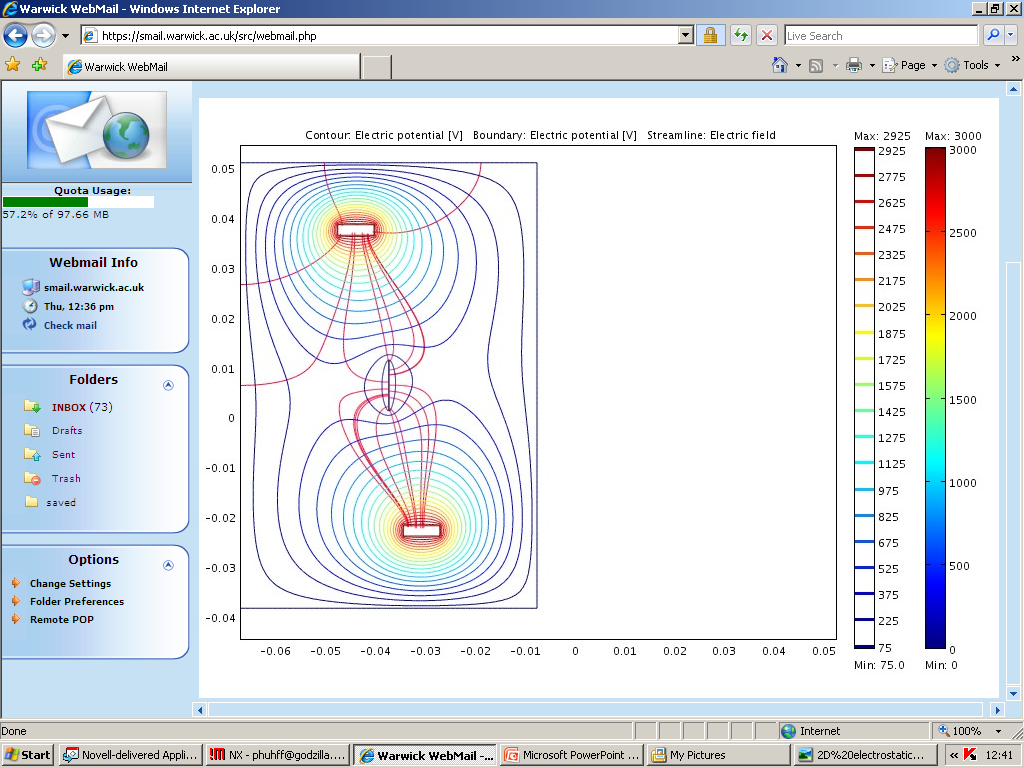 Warwick WebMail - Windows Internet Explorer
https://smail.warwick.ac.uk/src/webmail.php
Live Search
Warwick WebMail
Page
Tools
»
Quota Usage:
57.2% of 97.66 MB
Webmail Info
smail.warwick.ac.uk
Thu, 12:36 pm
Check mail
Folders
INBOX (73)
Drafts
Sent
Trash
saved
Options
Change Settings
Folder Preferences
Remote POP
Contour: Electric potential [V] Boundary: Electric potential [V] Streamline: Electric field
0.05
0.04
0.03
0.02
0.01
0
-0.01
-0.02
-0.03
-0.04
-0.06 -0.05 -0.04 -0.03 -0.02 -0.01 0 0.01 0.02 0.03 0.04 0.05
Max: 2925
2925
2775
2625
2475
2325
2175
2025
1875
1725
1575
1425
1275
1125
975
825
675
525
375
225
75
Min: 75.0
Max: 3000
3000
2500
2000
1500
1000
500
0
Min: 0
Done
Internet
100%
Start
Novell-delivered Appli...
NX - phuhff@godzilla....
Warwick WebMail -...
Microsoft PowerPoint ...
My Pictures
2D%20electrostatic...
«
12:41